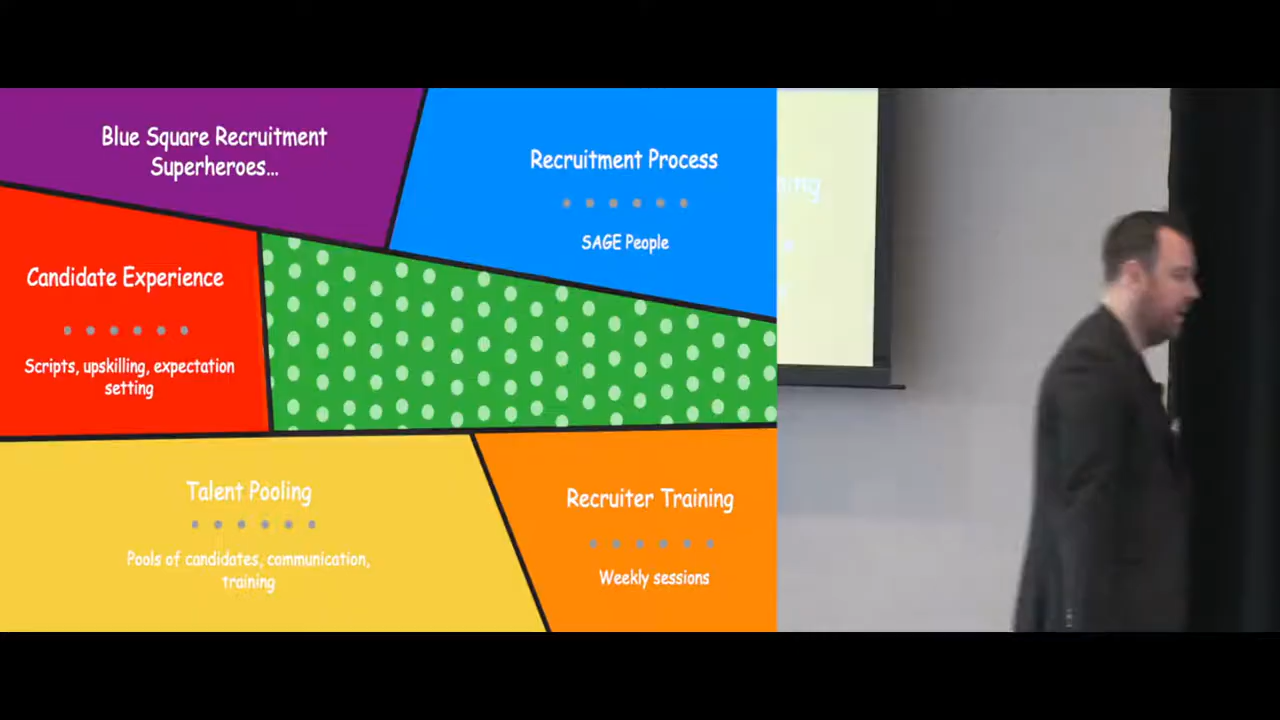 Blue Square Recruitment
Superheroes...
Recruitment Process
SAGE People
Candidate Experience
Scripts, upskilling, expectation
setting
Talent Pooling
Pools of candidates, communication,
training
Recruiter Training
Weekly sessions